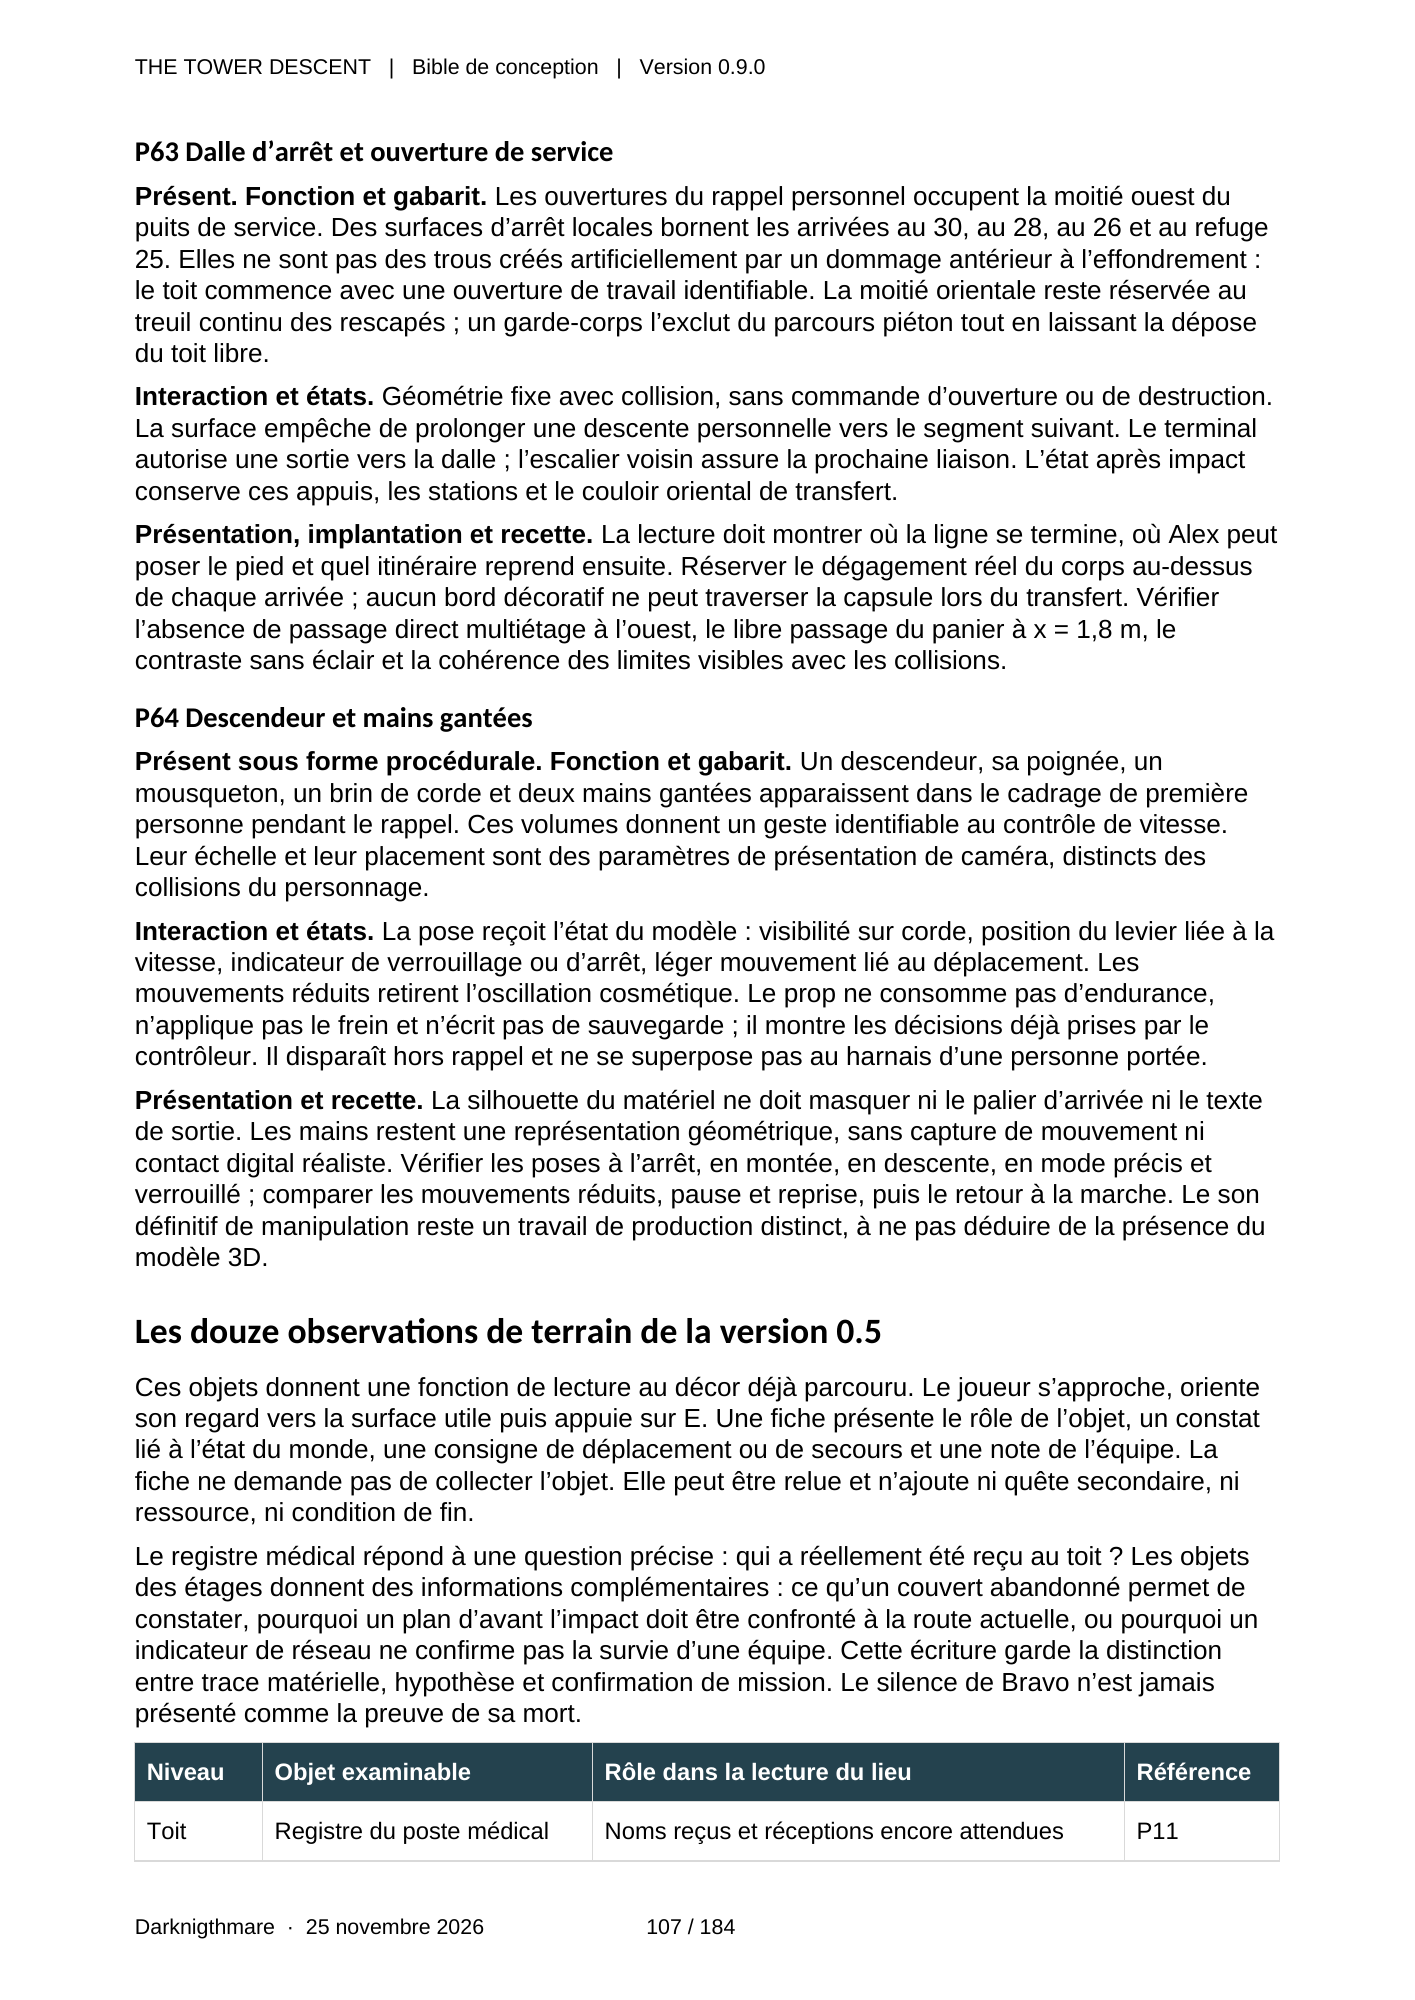 THE TOWER DESCENT | Bible de conception | Version 0.9.0
P63 Dalle d’arrêt et ouverture de service
Présent. Fonction et gabarit. Les ouvertures du rappel personnel occupent la moitié ouest du
puits de service. Des surfaces d’arrêt locales bornent les arrivées au 30, au 28, au 26 et au refuge
25. Elles ne sont pas des trous créés artificiellement par un dommage antérieur à l’effondrement :
le toit commence avec une ouverture de travail identifiable. La moitié orientale reste réservée au
treuil continu des rescapés ; un garde-corps l’exclut du parcours piéton tout en laissant la dépose
du toit libre.
Interaction et états. Géométrie fixe avec collision, sans commande d’ouverture ou de destruction.
La surface empêche de prolonger une descente personnelle vers le segment suivant. Le terminal
autorise une sortie vers la dalle ; l’escalier voisin assure la prochaine liaison. L’état après impact
conserve ces appuis, les stations et le couloir oriental de transfert.
Présentation, implantation et recette. La lecture doit montrer où la ligne se termine, où Alex peut
poser le pied et quel itinéraire reprend ensuite. Réserver le dégagement réel du corps au-dessus
de chaque arrivée ; aucun bord décoratif ne peut traverser la capsule lors du transfert. Vérifier
l’absence de passage direct multiétage à l’ouest, le libre passage du panier à x = 1,8 m, le
contraste sans éclair et la cohérence des limites visibles avec les collisions.
P64 Descendeur et mains gantées
Présent sous forme procédurale. Fonction et gabarit. Un descendeur, sa poignée, un
mousqueton, un brin de corde et deux mains gantées apparaissent dans le cadrage de première
personne pendant le rappel. Ces volumes donnent un geste identifiable au contrôle de vitesse.
Leur échelle et leur placement sont des paramètres de présentation de caméra, distincts des
collisions du personnage.
Interaction et états. La pose reçoit l’état du modèle : visibilité sur corde, position du levier liée à la
vitesse, indicateur de verrouillage ou d’arrêt, léger mouvement lié au déplacement. Les
mouvements réduits retirent l’oscillation cosmétique. Le prop ne consomme pas d’endurance,
n’applique pas le frein et n’écrit pas de sauvegarde ; il montre les décisions déjà prises par le
contrôleur. Il disparaît hors rappel et ne se superpose pas au harnais d’une personne portée.
Présentation et recette. La silhouette du matériel ne doit masquer ni le palier d’arrivée ni le texte
de sortie. Les mains restent une représentation géométrique, sans capture de mouvement ni
contact digital réaliste. Vérifier les poses à l’arrêt, en montée, en descente, en mode précis et
verrouillé ; comparer les mouvements réduits, pause et reprise, puis le retour à la marche. Le son
définitif de manipulation reste un travail de production distinct, à ne pas déduire de la présence du
modèle 3D.
Les douze observations de terrain de la version 0.5
Ces objets donnent une fonction de lecture au décor déjà parcouru. Le joueur s’approche, oriente
son regard vers la surface utile puis appuie sur E. Une fiche présente le rôle de l’objet, un constat
lié à l’état du monde, une consigne de déplacement ou de secours et une note de l’équipe. La
fiche ne demande pas de collecter l’objet. Elle peut être relue et n’ajoute ni quête secondaire, ni
ressource, ni condition de fin.
Le registre médical répond à une question précise : qui a réellement été reçu au toit ? Les objets
des étages donnent des informations complémentaires : ce qu’un couvert abandonné permet de
constater, pourquoi un plan d’avant l’impact doit être confronté à la route actuelle, ou pourquoi un
indicateur de réseau ne confirme pas la survie d’une équipe. Cette écriture garde la distinction
entre trace matérielle, hypothèse et confirmation de mission. Le silence de Bravo n’est jamais
présenté comme la preuve de sa mort.
Niveau Objet examinable Rôle dans la lecture du lieu Référence
Toit Registre du poste médical Noms reçus et réceptions encore attendues P11
Darknigthmare · 25 novembre 2026 107 / 184